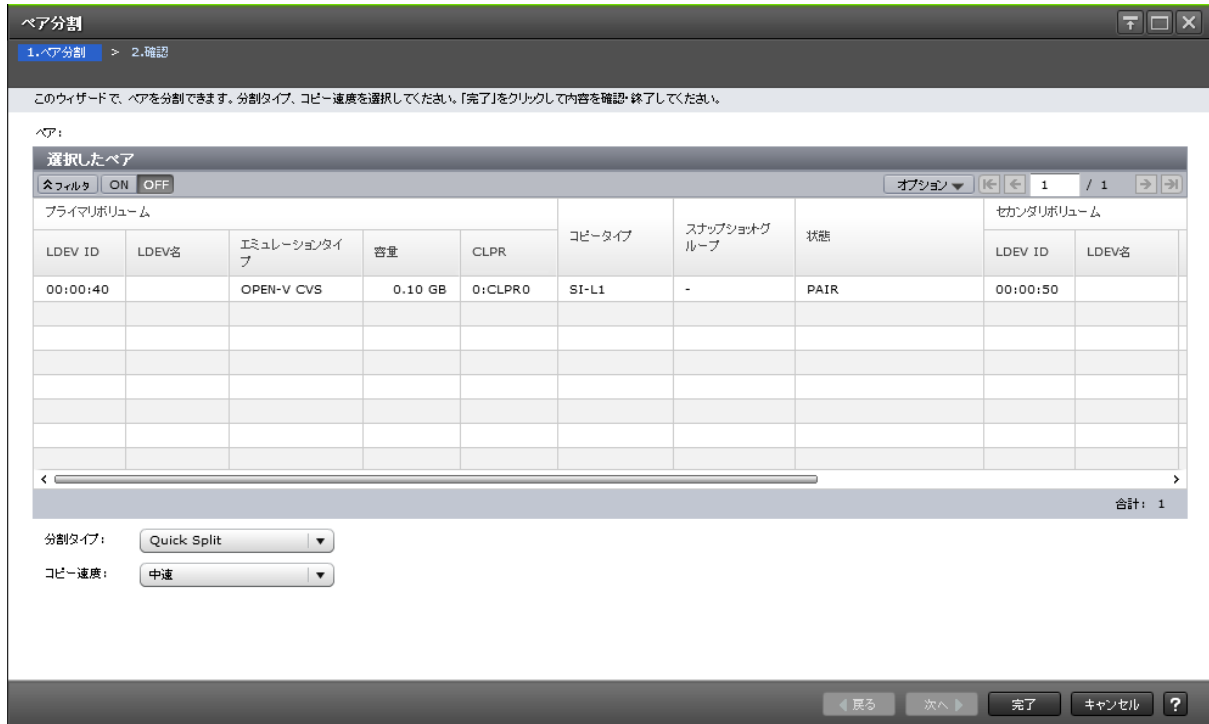 ペア分割
1.ペア分割 > 2.確認
このウィザードで、ペアを分割できます。分割タイプ、コピー速度を選択してください。「完了」をクリックして内容を確認・終了してください。
ペア:
選択したペア
フィルタ ON OFF オプション 1 / 1
プライマリボリューム コピータイプ スナップショットグループ 状態 セカンダリボリューム
LDEV ID LDEV名 エミュレーションタイプ 容量 CLPR LDEV ID LDEV名
00:00:40 OPEN-V CVS 0.10 GB 0:CLPR0 SI-L1 - PAIR 00:00:50
合計: 1
分割タイプ: Quick Split
コピー速度: 中速
戻る 次へ 完了 キャンセル ?